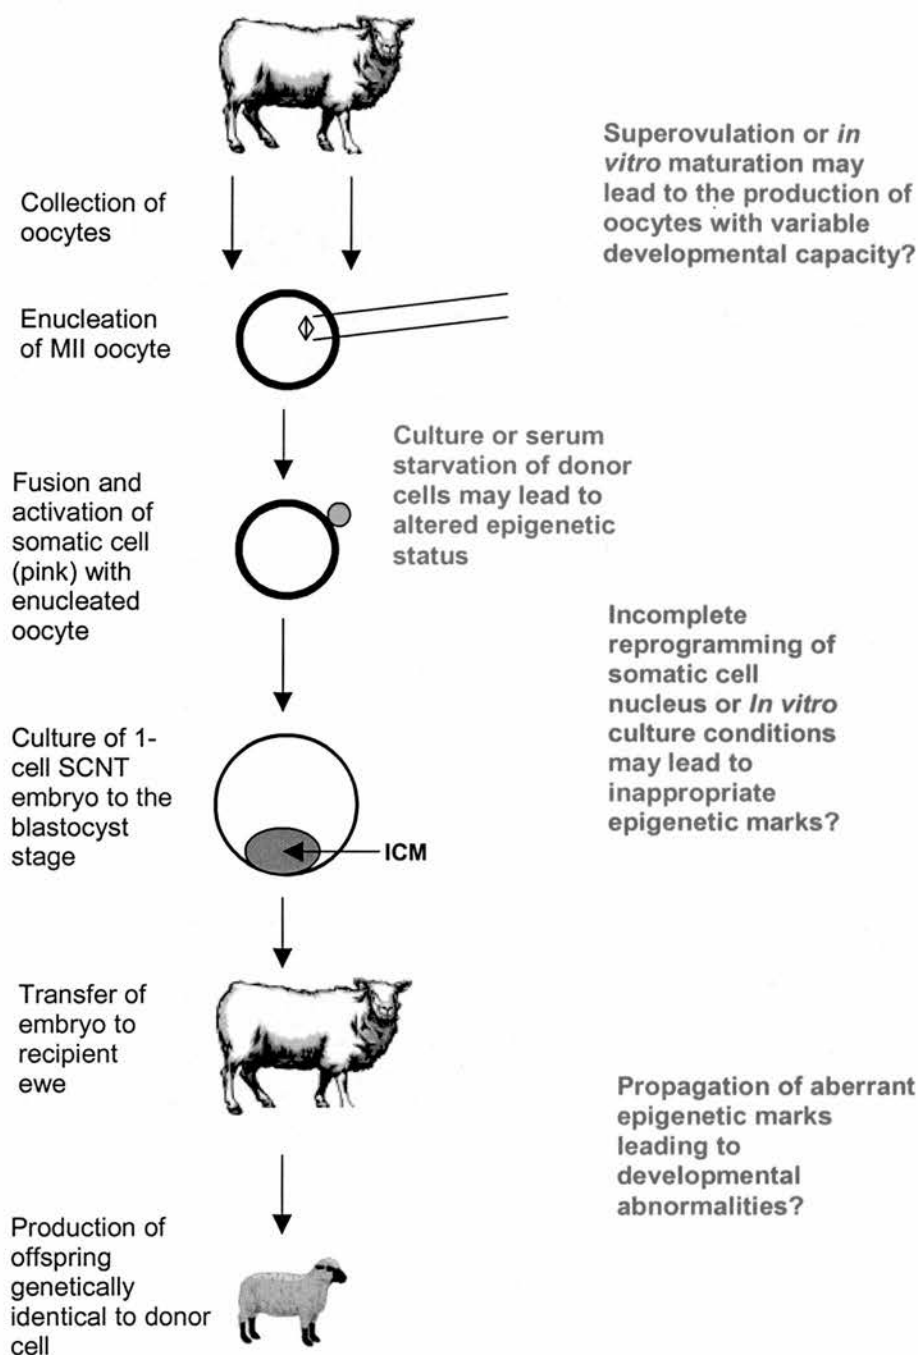 Superovulation or in
vitro maturation may
lead to the production of
oocytes with variable
developmental capacity?
Collection of
oocytes
Enucleation
of MII oocyte
Culture or serum
starvation of donor
cells may lead to
altered epigenetic
status
Fusion and
activation of
somatic cell
(pink) with
enucleated
oocyte
Incomplete
reprogramming of
somatic cell
nucleus or In vitro
culture conditions
may lead to
inappropriate
epigenetic marks?
Culture of 1-
cell SCNT
embryo to the
blastocyst
stage
ICM
Transfer of
embryo to
recipient
ewe
Propagation of aberrant
epigenetic marks
leading to
developmental
abnormalities?
Production of
offspring
genetically
identical to donor
cell